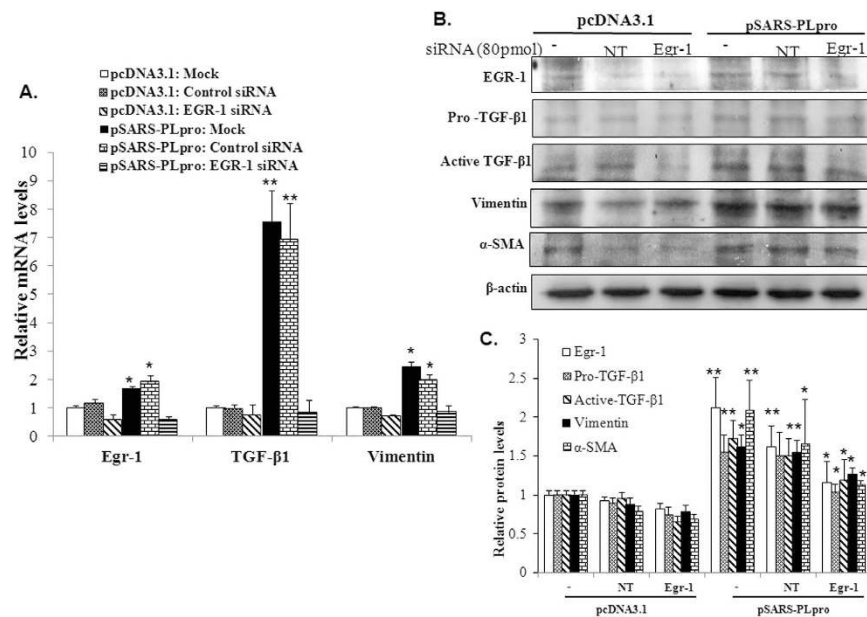 A.
pcDNA3.1: Mock
pcDNA3.1: Control siRNA
pcDNA3.1: EGR-1 siRNA
pSARS-PLpro: Mock
pSARS-PLpro: Control siRNA
pSARS-PLpro: EGR-1 siRNA
Relative mRNA levels
10
9
8
7
6
5
4
3
2
1
0
* *
** **
* *
Egr-1 TGF-β1 Vimentin
B.
pcDNA3.1 pSARS-PLpro
siRNA (80pmol) - NT Egr-1 - NT Egr-1
EGR-1
Pro -TGF-β1
Active TGF-β1
Vimentin
α-SMA
β-actin
C.
Egr-1
Pro-TGF-β1
Active-TGF-β1
Vimentin
α-SMA
Relative protein levels
3
2.5
2
1.5
1
0.5
0
** ** * * **
** ** *
* * * * *
- NT Egr-1 - NT Egr-1
pcDNA3.1 pSARS-PLpro